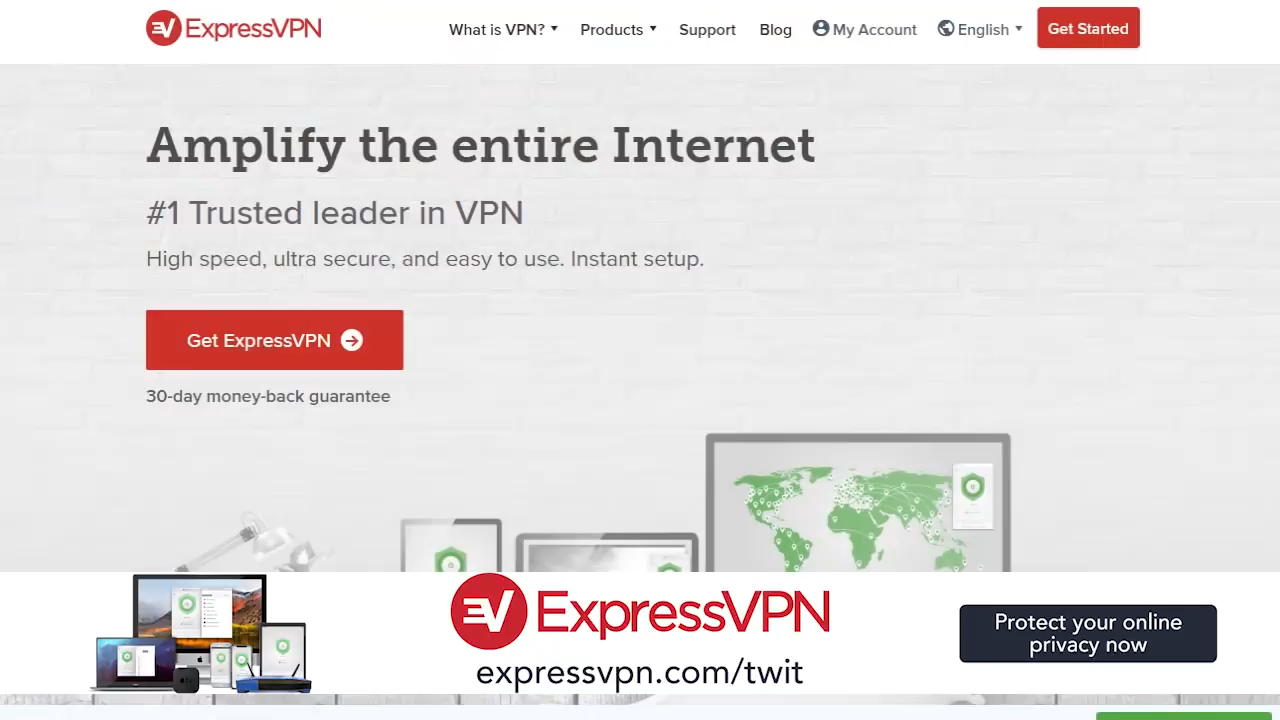 ExpressVPN
What is VPN? Products Support Blog My Account English Get Started
Amplify the entire Internet
#1 Trusted leader in VPN
High speed, ultra secure, and easy to use. Instant setup.
Get ExpressVPN
30-day money-back guarantee
ExpressVPN
expressvpn.com/twit
Protect your online
privacy now